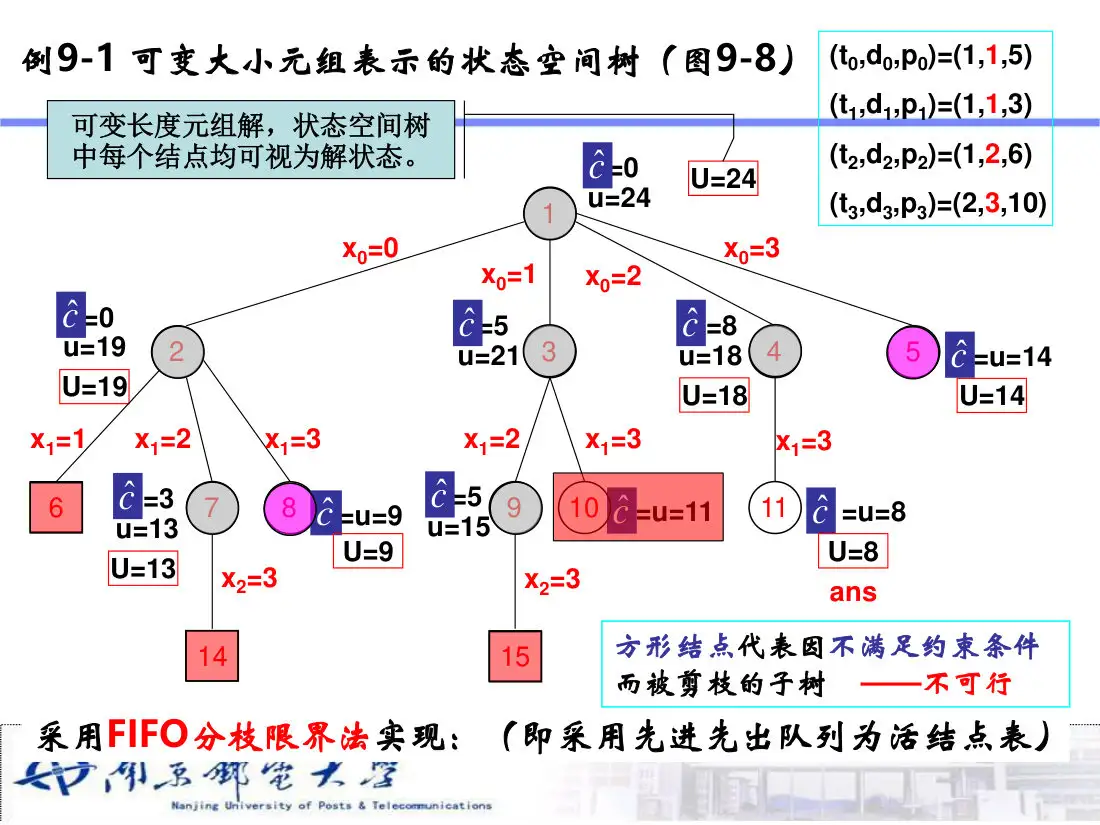 例9-1 可变大小元组表示的状态空间树（图9-8）
(t0,d0,p0)=(1,1,5)
(t1,d1,p1)=(1,1,3)
(t2,d2,p2)=(1,2,6)
(t3,d3,p3)=(2,3,10)
可变长度元组解，状态空间树
中每个结点均可视为解状态。
ĉ=0
u=24
U=24
1
x0=0
x0=1
x0=2
x0=3
ĉ=0
u=19
U=19
2
ĉ=5
u=21
3
ĉ=8
u=18
U=18
4
5
ĉ=u=14
U=14
x1=1
x1=2
x1=3
x1=2
x1=3
x1=3
6
ĉ=3
u=13
U=13
7
8
ĉ=u=9
U=9
ĉ=5
u=15
9
10
ĉ=u=11
11
ĉ=u=8
U=8
ans
x2=3
x2=3
14
15
方形结点代表因不满足约束条件
而被剪枝的子树 ——不可行
采用FIFO分枝限界法实现：（即采用先进先出队列为活结点表）
南京邮电大学
Nanjing University of Posts & Telecommunications